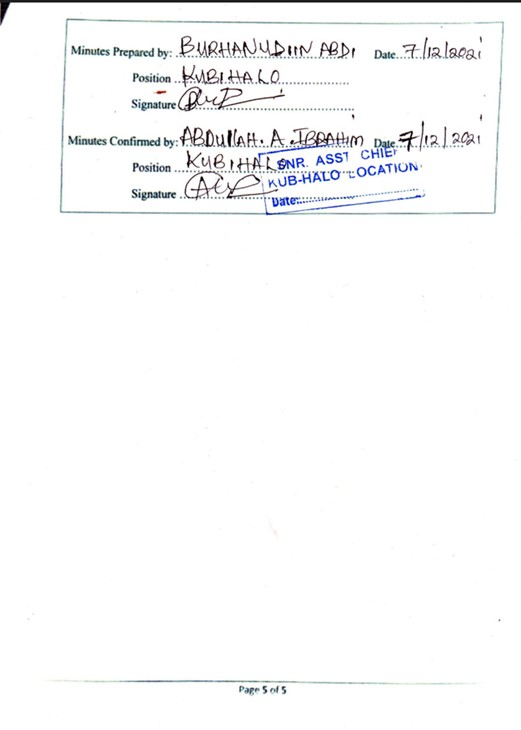 Minutes Prepared by: BURHANUDIIN ABDI Date 7/12/2021
Position KUBIHALO
Signature
Minutes Confirmed by: ABDULLAH. A. IBRAHIM Date 7/12/2021
Position KUBIHALO
SNR. ASST CHIEF
KUB-HALO LOCATION.
Signature
Date:
Page 5 of 5